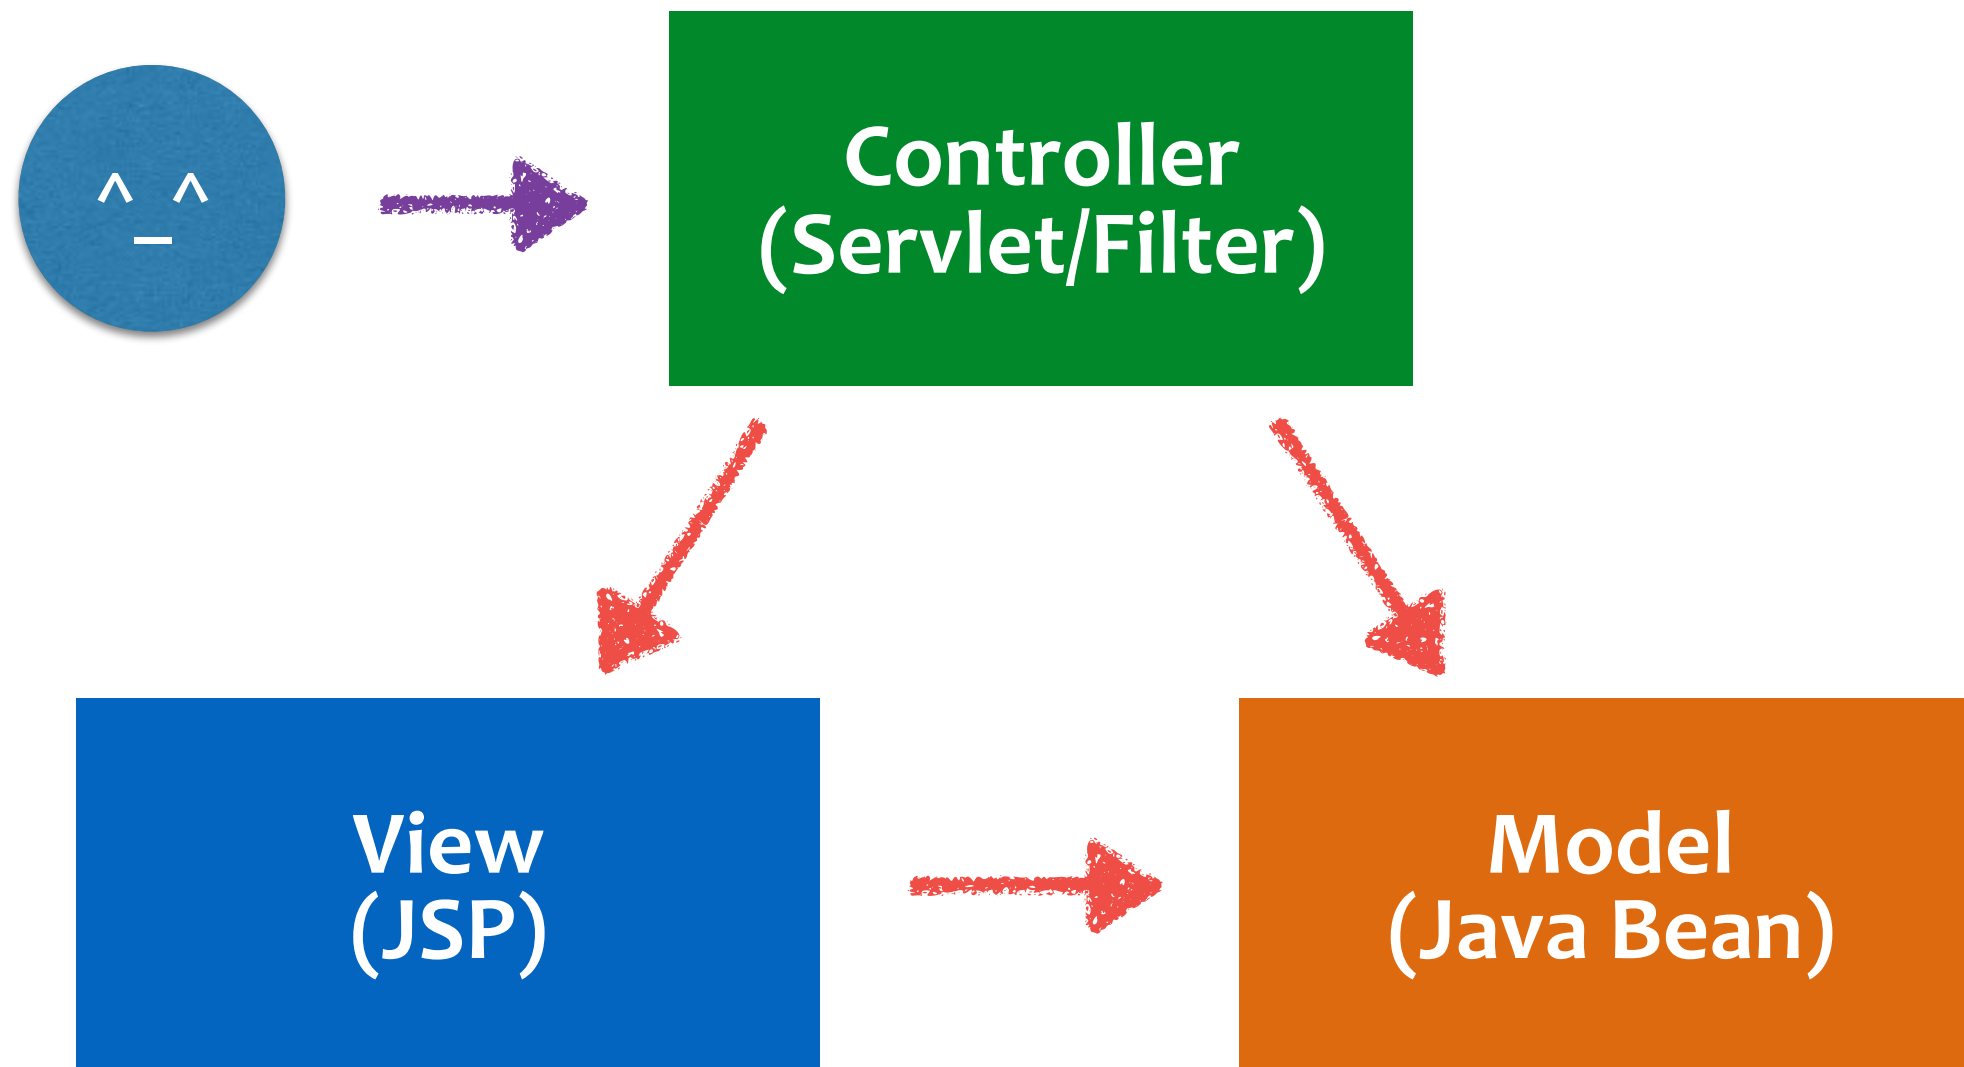 Controller
(Servlet/Filter)
View
(JSP)
Model
(Java Bean)